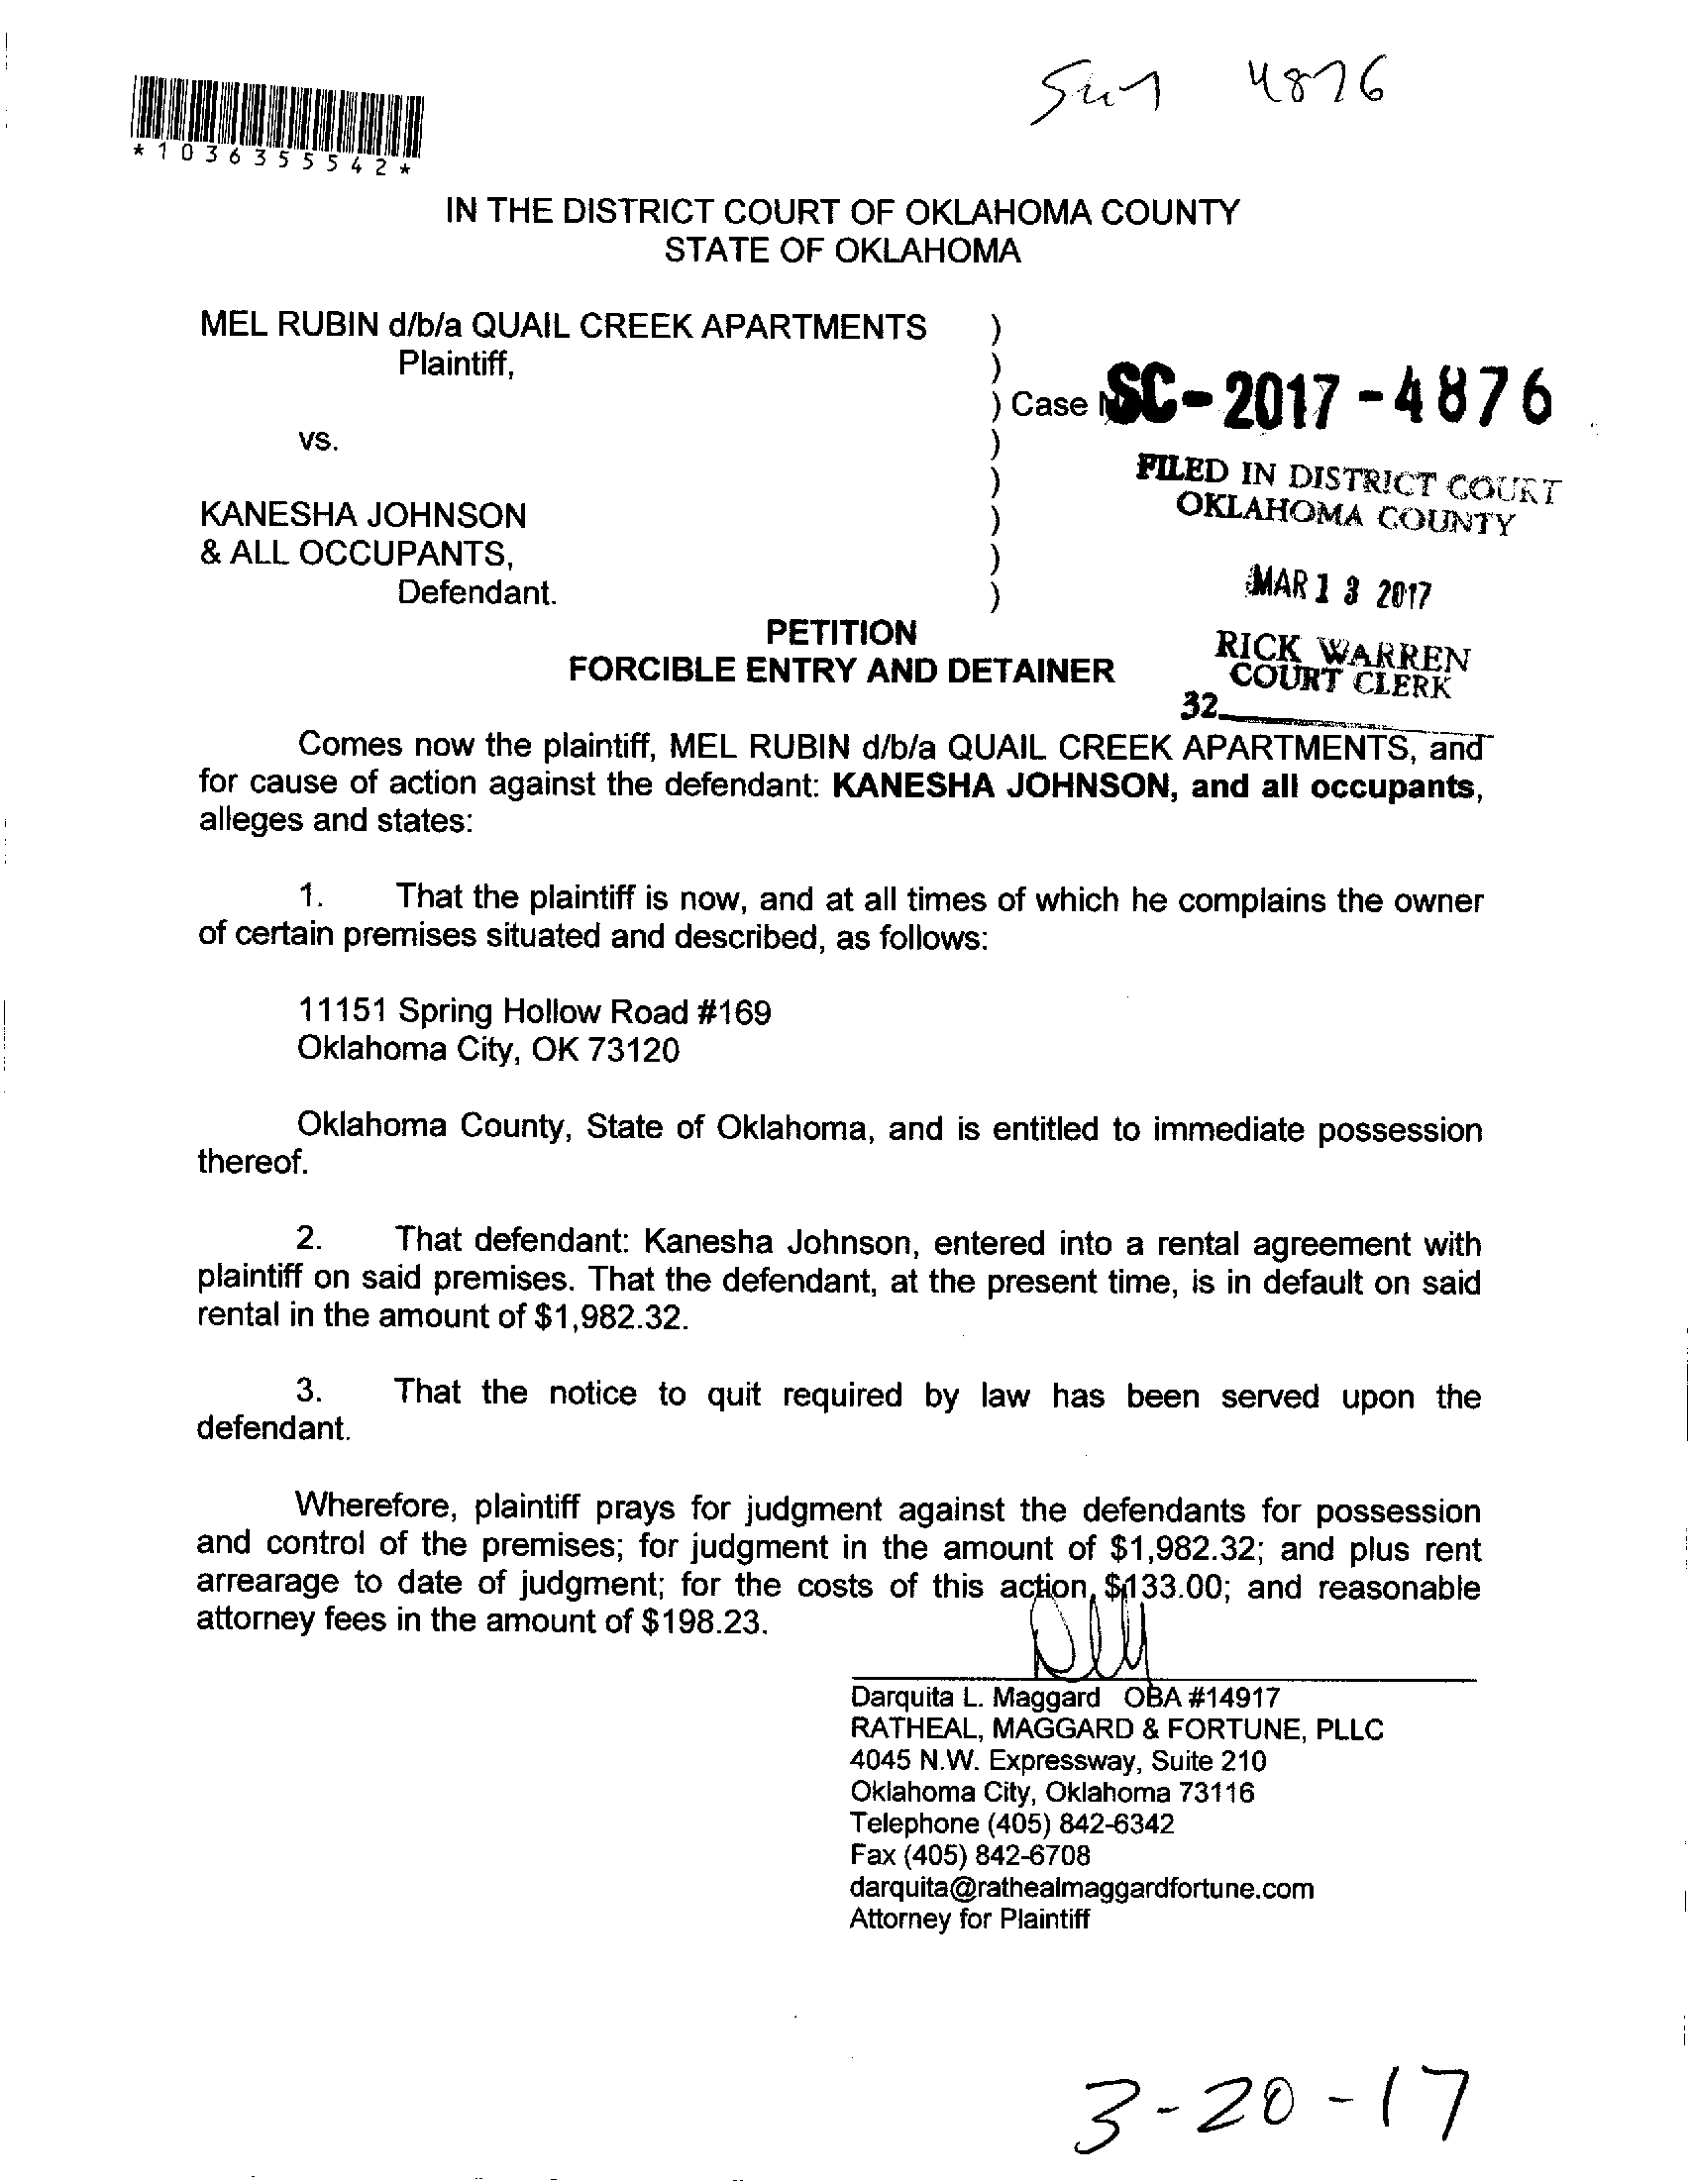 4876
*1036355542*
IN THE DISTRICT COURT OF OKLAHOMA COUNTY
STATE OF OKLAHOMA
MEL RUBIN d/b/a QUAIL CREEK APARTMENTS )
Plaintiff, )
) Case SC-2017-4876
vs. )
)
FILED IN DISTRICT COURT
OKLAHOMA COUNTY
KANESHA JOHNSON )
& ALL OCCUPANTS, )
Defendant. )
MAR 13 2017
PETITION
FORCIBLE ENTRY AND DETAINER
RICK WARREN
COURT CLERK
32
Comes now the plaintiff, MEL RUBIN d/b/a QUAIL CREEK APARTMENTS, and
for cause of action against the defendant: KANESHA JOHNSON, and all occupants,
alleges and states:
1. That the plaintiff is now, and at all times of which he complains the owner
of certain premises situated and described, as follows:
11151 Spring Hollow Road #169
Oklahoma City, OK 73120
Oklahoma County, State of Oklahoma, and is entitled to immediate possession
thereof.
2. That defendant: Kanesha Johnson, entered into a rental agreement with
plaintiff on said premises. That the defendant, at the present time, is in default on said
rental in the amount of $1,982.32.
3. That the notice to quit required by law has been served upon the
defendant.
Wherefore, plaintiff prays for judgment against the defendants for possession
and control of the premises; for judgment in the amount of $1,982.32; and plus rent
arrearage to date of judgment; for the costs of this action, $133.00; and reasonable
attorney fees in the amount of $198.23.
Darquita L. Maggard OBA #14917
RATHEAL, MAGGARD & FORTUNE, PLLC
4045 N.W. Expressway, Suite 210
Oklahoma City, Oklahoma 73116
Telephone (405) 842-6342
Fax (405) 842-6708
darquita@rathealmaggardfortune.com
Attorney for Plaintiff
3-20-17